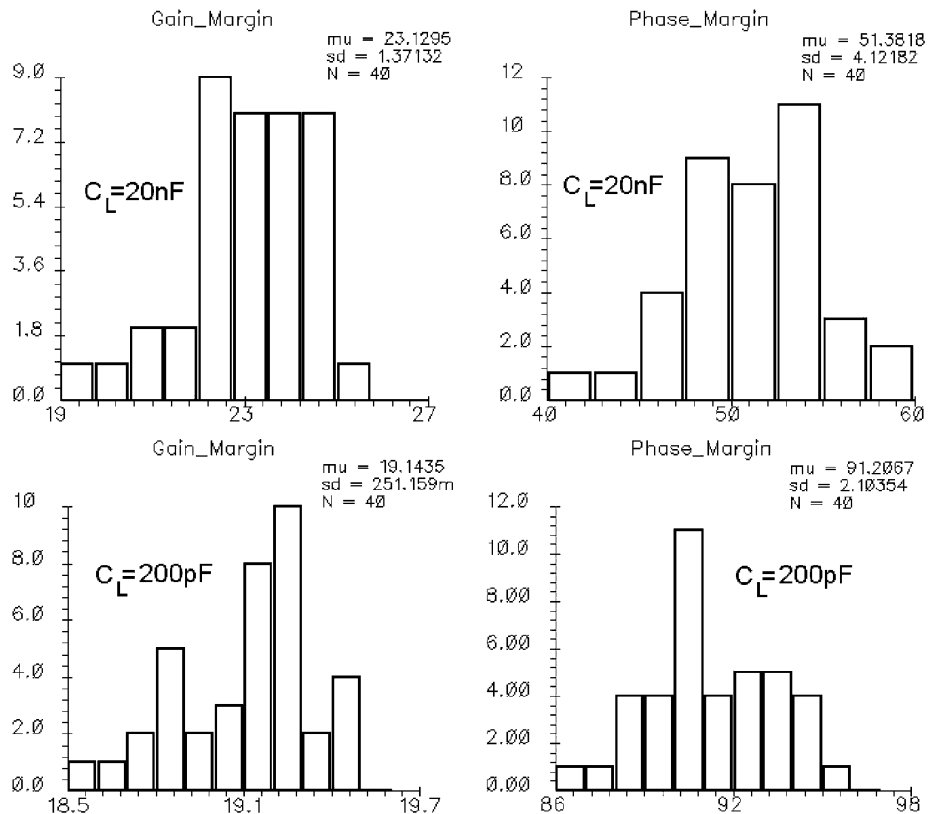 Gain_Margin
mu = 23.1295
sd = 1.37132
N = 40
9.0
7.2
5.4
3.6
1.8
0.0
19
23
27
CL=20nF
Phase_Margin
mu = 51.3818
sd = 4.12182
N = 40
12
10
8.0
6.0
4.0
2.0
0.0
40
50
60
CL=20nF
Gain_Margin
mu = 19.1435
sd = 251.159m
N = 40
10
8.0
6.0
4.0
2.0
0.0
18.5
19.1
19.7
CL=200pF
Phase_Margin
mu = 91.2067
sd = 2.10354
N = 40
12.0
10.0
8.00
6.00
4.00
2.00
0.00
86
92
98
CL=200pF